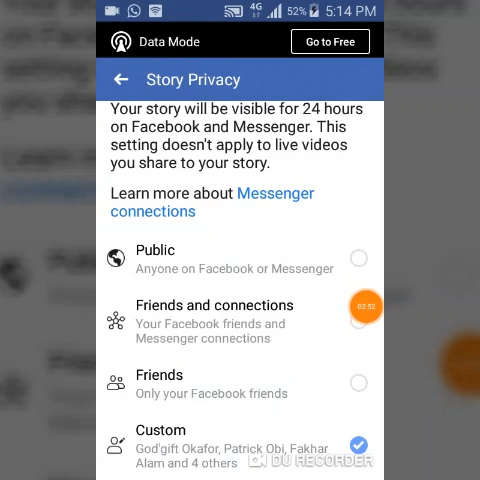 4G 52% 5:14 PM
Data Mode Go to Free
Story Privacy
Your story will be visible for 24 hours
on Facebook and Messenger. This
setting doesn't apply to live videos
you share to your story.
Learn more about Messenger
connections
Public
Anyone on Facebook or Messenger
Friends and connections
02:52
Your Facebook friends and
Messenger connections
Friends
Only your Facebook friends
Custom
God'gift Okafor, Patrick Obi, Fakhar
Alam and 4 others
DU RECORDER